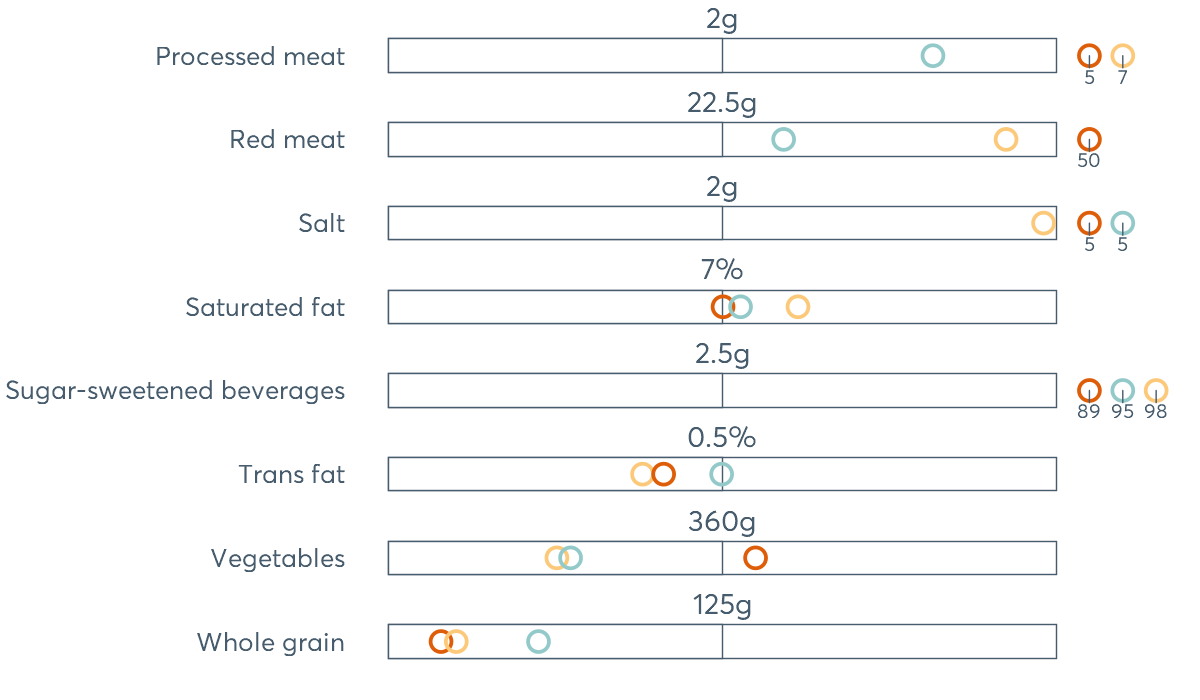 2g
Processed meat
5 7
22.5g
Red meat
50
2g
Salt
5 5
7%
Saturated fat
2.5g
Sugar-sweetened beverages
89 95 98
0.5%
Trans fat
360g
Vegetables
125g
Whole grain